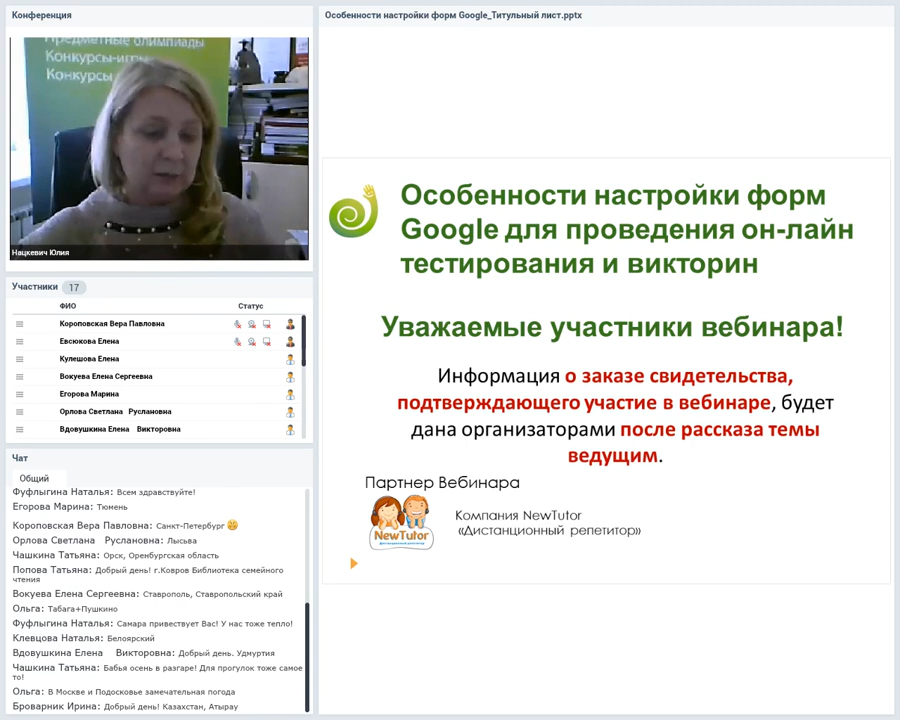 Конференция
Предметные олимпиады
Конкурсы-игры
Конкурсы
Нацкевич Юлия
Участники 17
ФИО Статус
Короповская Вера Павловна
Евсюкова Елена
Кулешова Елена
Вокуева Елена Сергеевна
Егорова Марина
Орлова Светлана Руслановна
Вдовушкина Елена Викторовна
Чат
Общий
Фуфлыгина Наталья: Всем здравствуйте!
Егорова Марина: Тюмень
Короповская Вера Павловна: Санкт-Петербург
Орлова Светлана Руслановна: Лысьва
Чашкина Татьяна: Орск, Оренбургская область
Попова Татьяна: Добрый день! г.Ковров Библиотека семейного
чтения
Вокуева Елена Сергеевна: Ставрополь, Ставропольский край
Ольга: Табага+Пушкино
Фуфлыгина Наталья: Самара привествует Вас! У нас тоже тепло!
Клевцова Наталья: Белоярский
Вдовушкина Елена Викторовна: Добрый день. Удмуртия
Чашкина Татьяна: Бабья осень в разгаре! Для прогулок тоже самое
то!
Ольга: В Москве и Подосковье замечательная погода
Броварник Ирина: Добрый день! Казахстан, Атырау
Особенности настройки форм Google_Титульный лист.pptx
Особенности настройки форм
Google для проведения он-лайн
тестирования и викторин
Уважаемые участники вебинара!
Информация о заказе свидетельства,
подтверждающего участие в вебинаре, будет
дана организаторами после рассказа темы
ведущим.
Партнер Вебинара
NewTutor
Компания NewTutor
«Дистанционный репетитор»